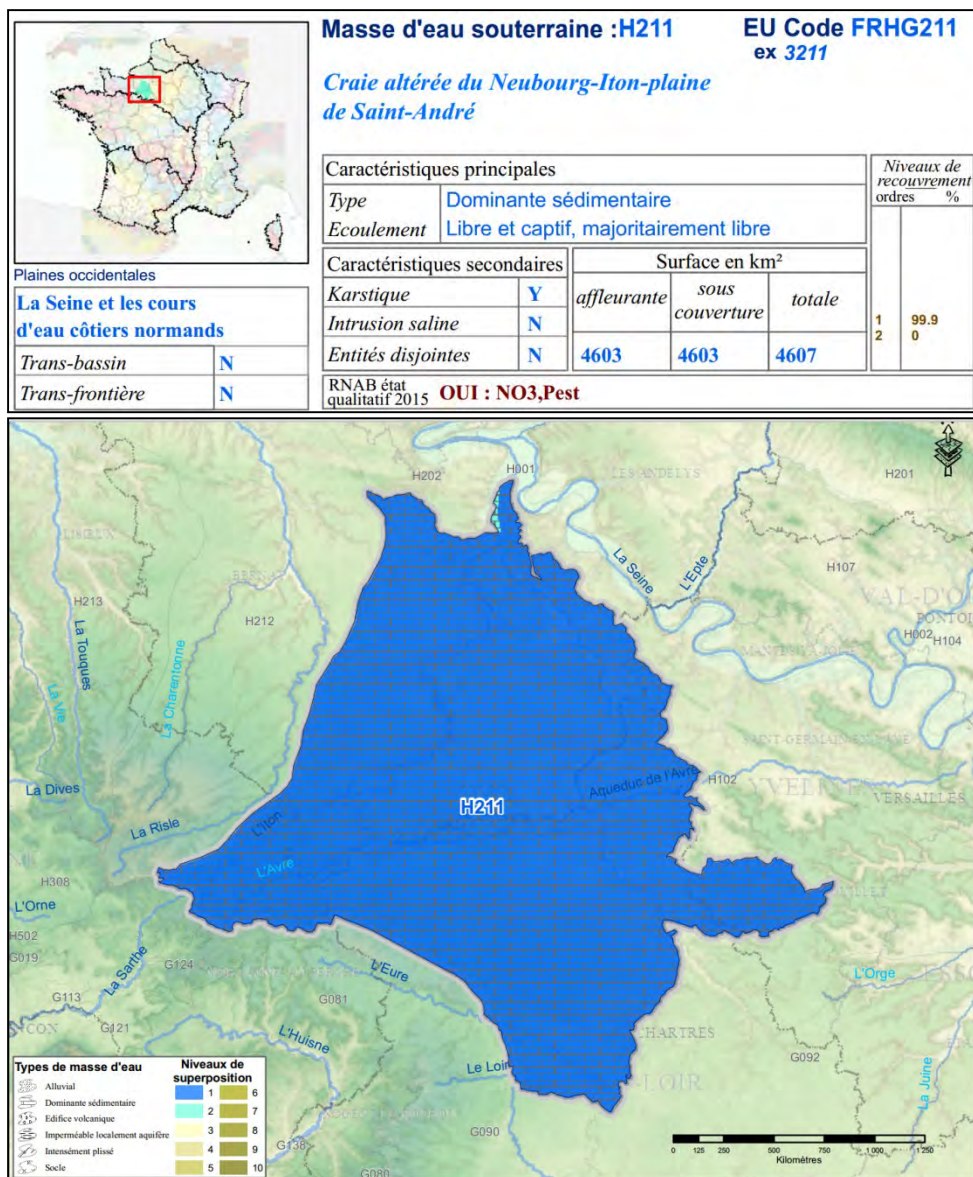 Masse d'eau souterraine :H211
EU Code FRHG211
ex 3211
Craie altérée du Neubourg-Iton-plaine
de Saint-André
Caractéristiques principales
Type Dominante sédimentaire
Ecoulement Libre et captif, majoritairement libre
Niveaux de
recouvrement
ordres %
1 99.9
2 0
Caractéristiques secondaires
Karstique Y
Intrusion saline N
Entités disjointes N
Surface en km²
affleurante sous couverture totale
4603 4603 4607
RNAB état
qualitatif 2015 OUI : NO3,Pest
Plaines occidentales
La Seine et les cours
d'eau côtiers normands
Trans-bassin N
Trans-frontière N
H202
H001
LES ANDELYS
H201
LISIEUX
La Seine
L'Epte
H107
H213
La Touques
H212
La Charentonne
VAL-D'O
H002
H104
La Vie
Aqueduc de l'Avre
H102
YVELINE
VERSAILLES
La Dives
H211
L'Iton
La Risle
L'Avre
H308
L'Orne
H502
G019
La Sarthe
G124
L'Eure
G081
L'Orge
G113
G121
L'Huisne
CHARTRES
G092
La Juine
Le Loir
G090
G138
G080
Types de masse d'eau
Alluvial
Dominante sédimentaire
Edifice volcanique
Imperméable localement aquifère
Intensément plissé
Socle
Niveaux de
superposition
1 6
2 7
3 8
4 9
5 10
0 125 250 500 750 1 000 1 250
Kilomètres